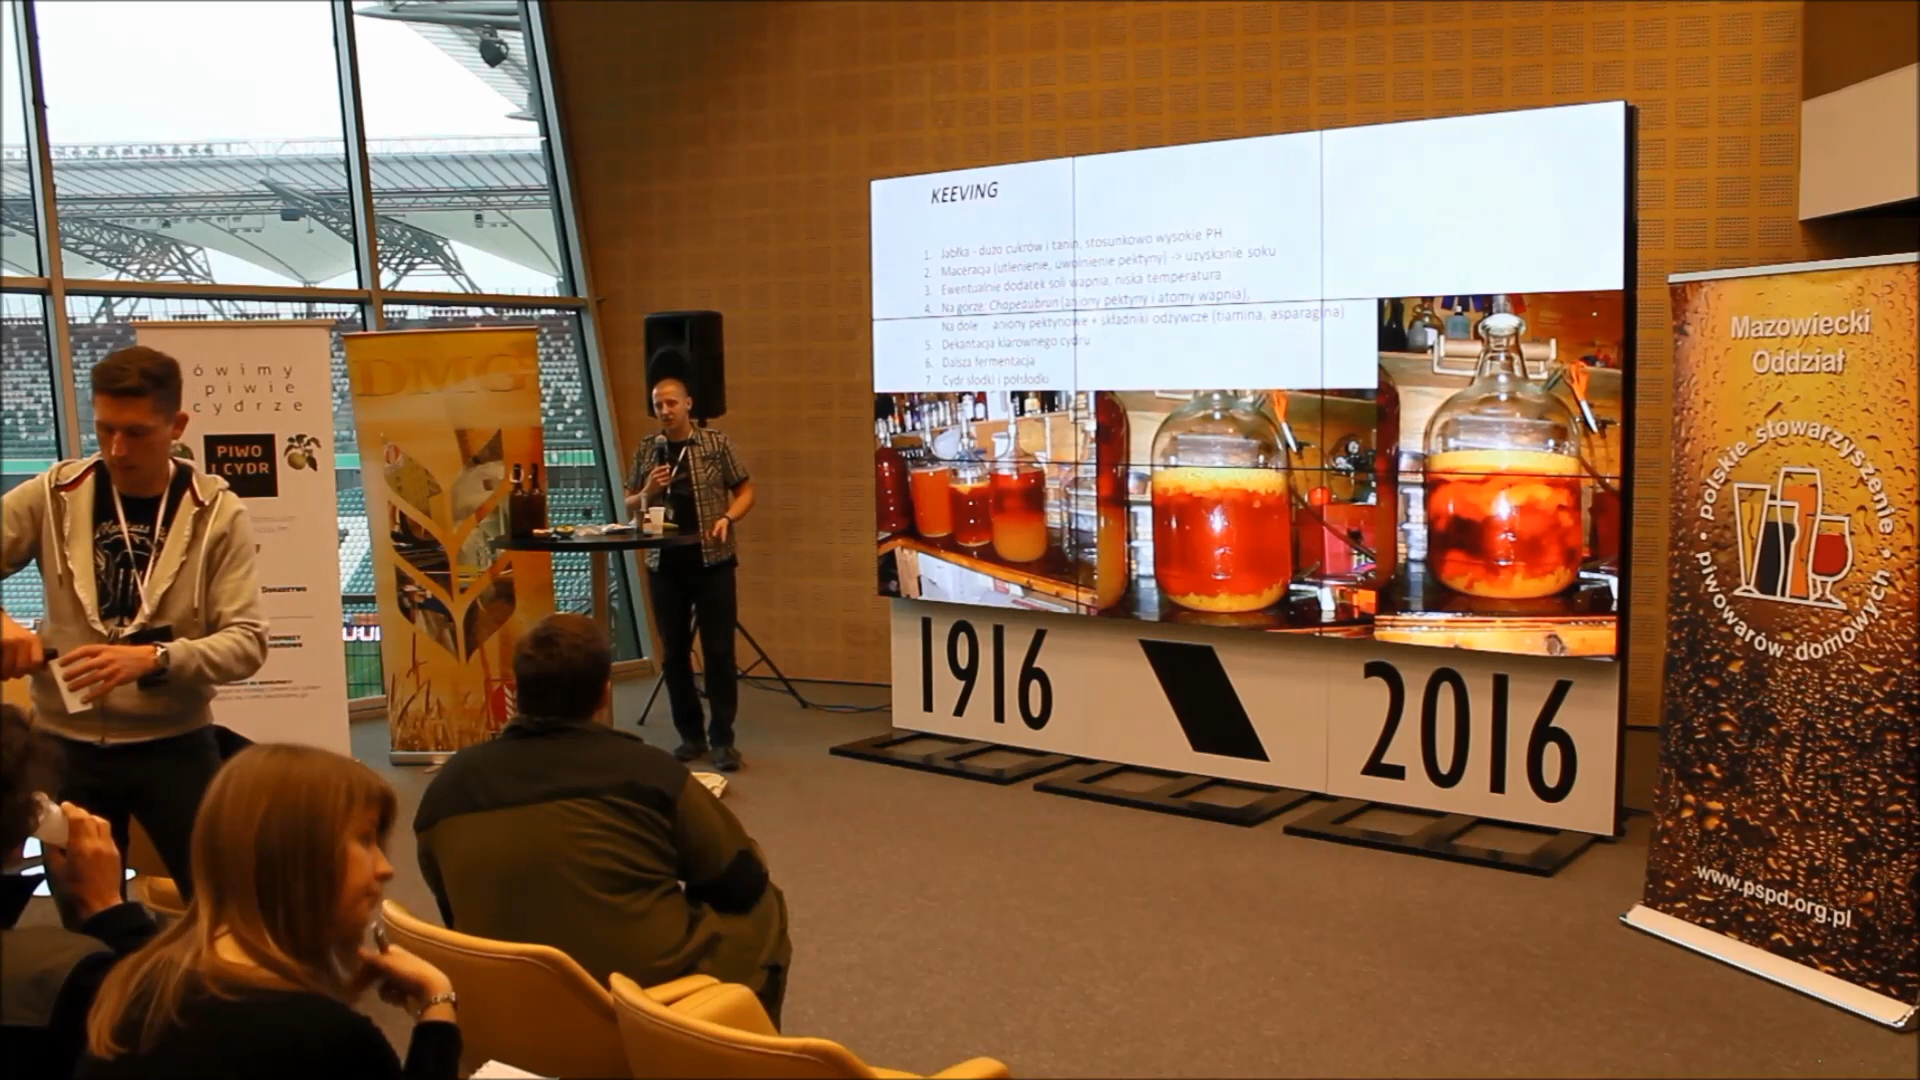 KEEVING
1. Jabłka - dużo cukrów i tanin, stosunkowo wysokie PH
2. Maceracja (utlenienie, uwolnienie pektyny) -> uzyskanie soku
3. Ewentualnie dodatek soli wapnia, niska temperatura
4. Na górze: Chapeaubrun (aniony pektyny i atomy wapnia),
Na dole : aniony pektynowe + składniki odżywcze (tiamina, asparagina)
5. Dekantacja klarownego cydru
6. Dalsza fermentacja
7. Cydr słodki i półsłodki
1916 2016
ówimy
piwie
cydrze
PIWO
I CYDR
DMG
Mazowiecki
Oddział
• polskie stowarzyszenie •
piwowarów domowych
www.pspd.org.pl